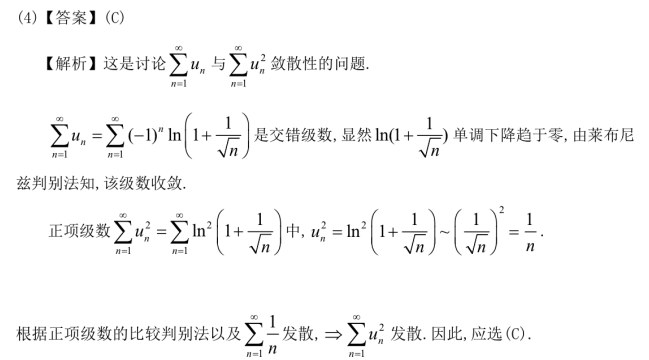 (4)【答案】(C)
【解析】这是讨论 $\sum_{n=1}^{\infty} u_n$ 与 $\sum_{n=1}^{\infty} u_n^2$ 敛散性的问题.
$\sum_{n=1}^{\infty} u_n = \sum_{n=1}^{\infty} (-1)^n \ln\left(1+\frac{1}{\sqrt{n}}\right)$ 是交错级数,显然 $\ln(1+\frac{1}{\sqrt{n}})$ 单调下降趋于零,由莱布尼
兹判别法知,该级数收敛.
正项级数 $\sum_{n=1}^{\infty} u_n^2 = \sum_{n=1}^{\infty} \ln^2\left(1+\frac{1}{\sqrt{n}}\right)$ 中, $u_n^2 = \ln^2\left(1+\frac{1}{\sqrt{n}}\right) \sim \left(\frac{1}{\sqrt{n}}\right)^2 = \frac{1}{n}$.
根据正项级数的比较判别法以及 $\sum_{n=1}^{\infty} \frac{1}{n}$ 发散, $\Rightarrow \sum_{n=1}^{\infty} u_n^2$ 发散.因此,应选(C).